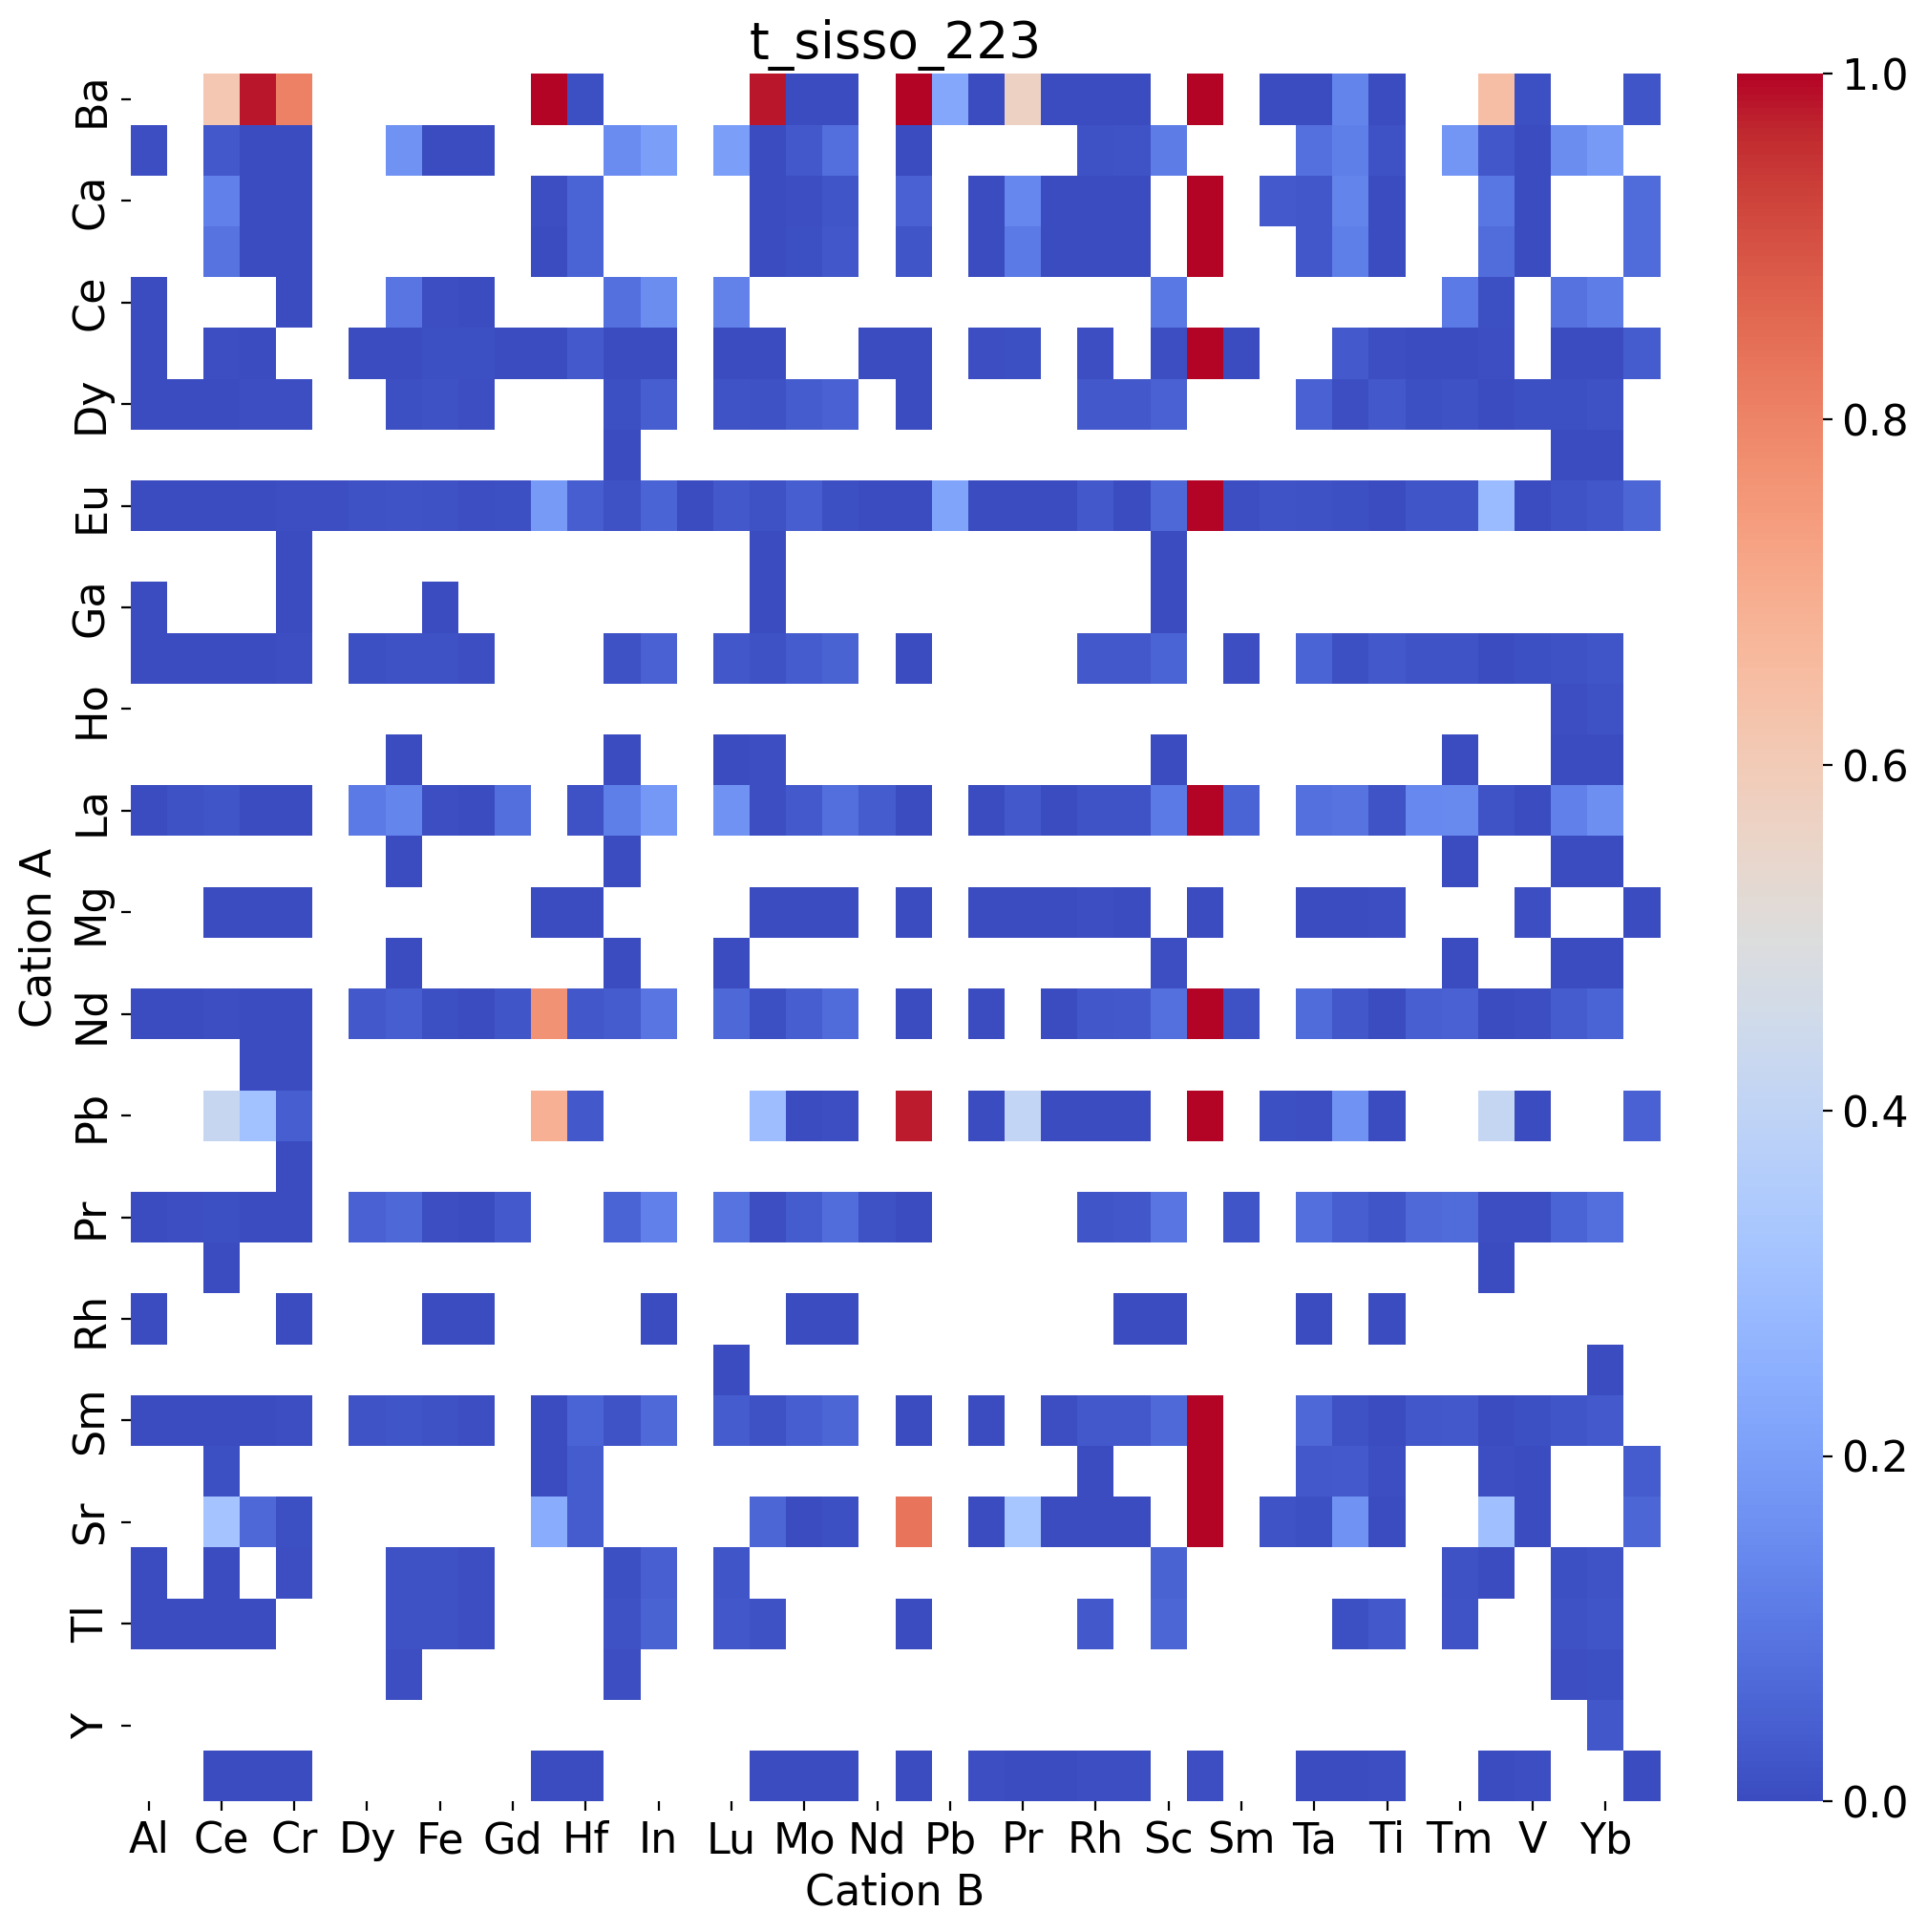 t_sisso_223
Cation A
Ba
Ca
Ce
Dy
Eu
Ga
Ho
La
Mg
Nd
Pb
Pr
Rh
Sm
Sr
Tl
Y
Al Ce Cr Dy Fe Gd Hf In Lu Mo Nd Pb Pr Rh Sc Sm Ta Ti Tm V Yb
Cation B
1.0
0.8
0.6
0.4
0.2
0.0